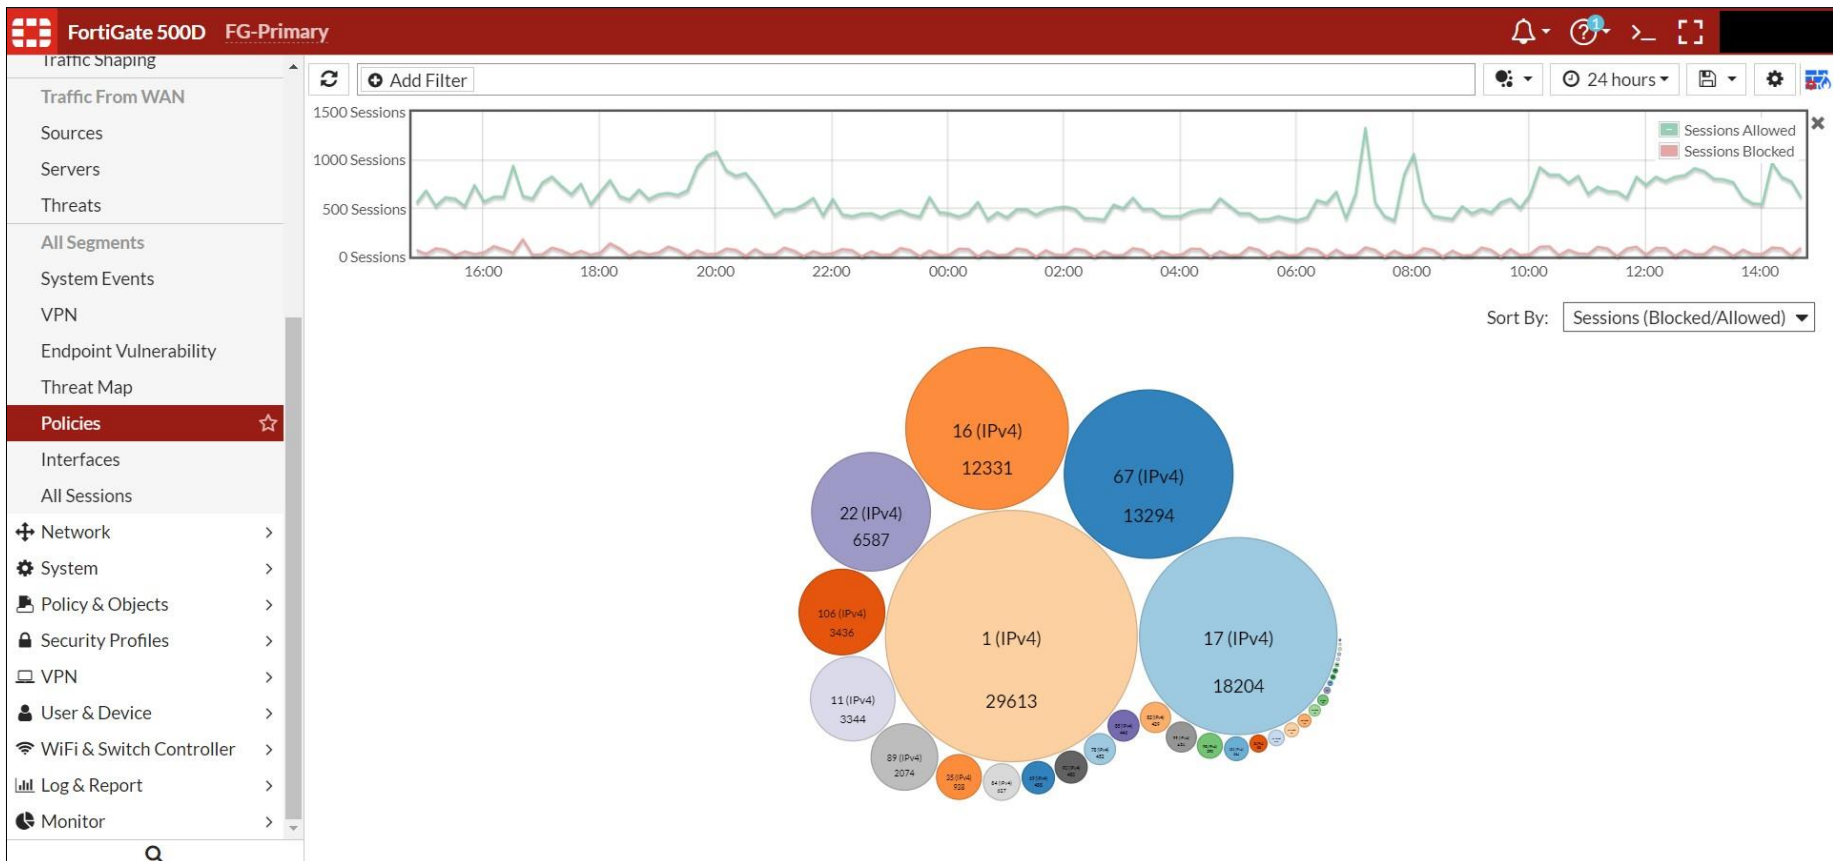 FortiGate 500D FG-Primary
1
Traffic Shaping
Traffic From WAN
Sources
Servers
Threats
All Segments
System Events
VPN
Endpoint Vulnerability
Threat Map
Policies
Interfaces
All Sessions
Network
System
Policy & Objects
Security Profiles
VPN
User & Device
WiFi & Switch Controller
Log & Report
Monitor
Add Filter
24 hours
1500 Sessions
1000 Sessions
500 Sessions
0 Sessions
Sessions Allowed
Sessions Blocked
16:00 18:00 20:00 22:00 00:00 02:00 04:00 06:00 08:00 10:00 12:00 14:00
Sort By: Sessions (Blocked/Allowed)
16 (IPv4)
12331
67 (IPv4)
13294
22 (IPv4)
6587
106 (IPv4)
3436
1 (IPv4)
29613
17 (IPv4)
18204
11 (IPv4)
3344
89 (IPv4)
2074
35 (IPv4)
928